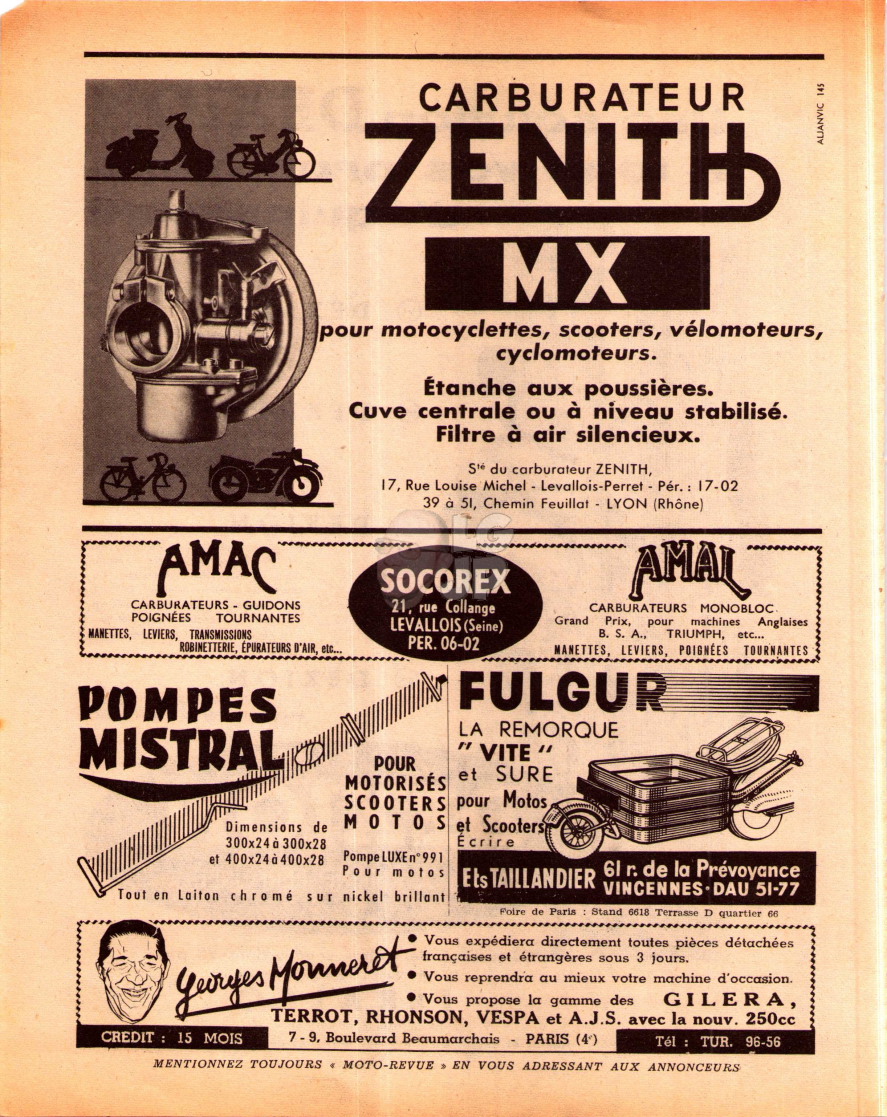 CARBURATEUR
ZENITH
ALJANVIC 145
MX
pour motocyclettes, scooters, vélomoteurs,
cyclomoteurs.
Étanche aux poussières.
Cuve centrale ou à niveau stabilisé.
Filtre à air silencieux.
Sté du carburateur ZENITH,
17, Rue Louise Michel - Levallois-Perret - Pér. : 17-02
39 à 51, Chemin Feuillat - LYON (Rhône)
AMAC
CARBURATEURS - GUIDONS
POIGNÉES TOURNANTES
MANETTES, LEVIERS, TRANSMISSIONS
ROBINETTERIE, ÉPURATEURS D'AIR, etc...
SOCOREX
21, rue Collange
LEVALLOIS (Seine)
PER. 06-02
AMAL
CARBURATEURS MONOBLOC
Grand Prix, pour machines Anglaises
B. S. A., TRIUMPH, etc...
MANETTES, LEVIERS, POIGNÉES TOURNANTES
POMPES
MISTRAL
POUR
MOTORISÉS
SCOOTERS
MOTOS
Dimensions de
300x24 à 300x28
et 400x24 à 400x28
Pompe LUXE n° 991
Pour motos
Tout en Laiton chromé sur nickel brillant
FULGUR
LA REMORQUE
" VITE "
et SURE
pour Motos
et Scooters
Écrire
Ets TAILLANDIER 61 r. de la Prévoyance
VINCENNES · DAU 51-77
Foire de Paris : Stand 6618 Terrasse D quartier 66
Georges Monneret
• Vous expédiera directement toutes pièces détachées
françaises et étrangères sous 3 jours.
• Vous reprendra au mieux votre machine d'occasion.
• Vous propose la gamme des GILERA,
TERROT, RHONSON, VESPA et A.J.S. avec la nouv. 250cc
CREDIT : 15 MOIS
7 - 9, Boulevard Beaumarchais - PARIS (4e)
Tél : TUR. 96-56
MENTIONNEZ TOUJOURS « MOTO-REVUE » EN VOUS ADRESSANT AUX ANNONCEURS